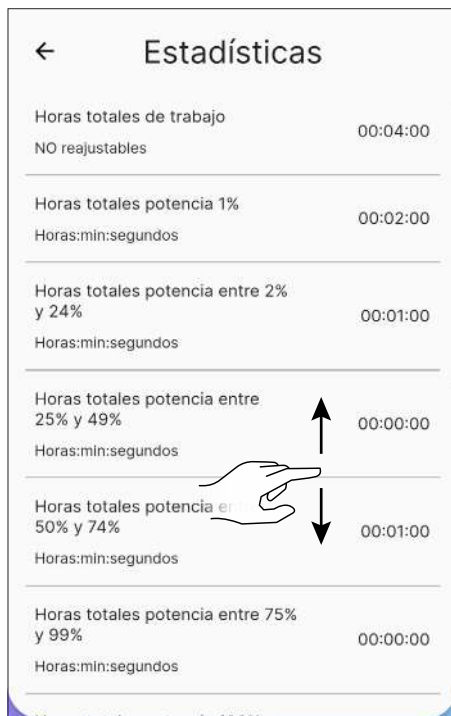 Estadísticas
Horas totales de trabajo
00:04:00
NO reajustables
Horas totales potencia 1%
00:02:00
Horas:min:segundos
Horas totales potencia entre 2%
y 24%
00:01:00
Horas:min:segundos
Horas totales potencia entre
25% y 49%
00:00:00
Horas:min:segundos
Horas totales potencia
50% y 74%
00:01:00
Horas:min:segundos
Horas totales potencia entre 75%
y 99%
00:00:00
Horas:min:segundos